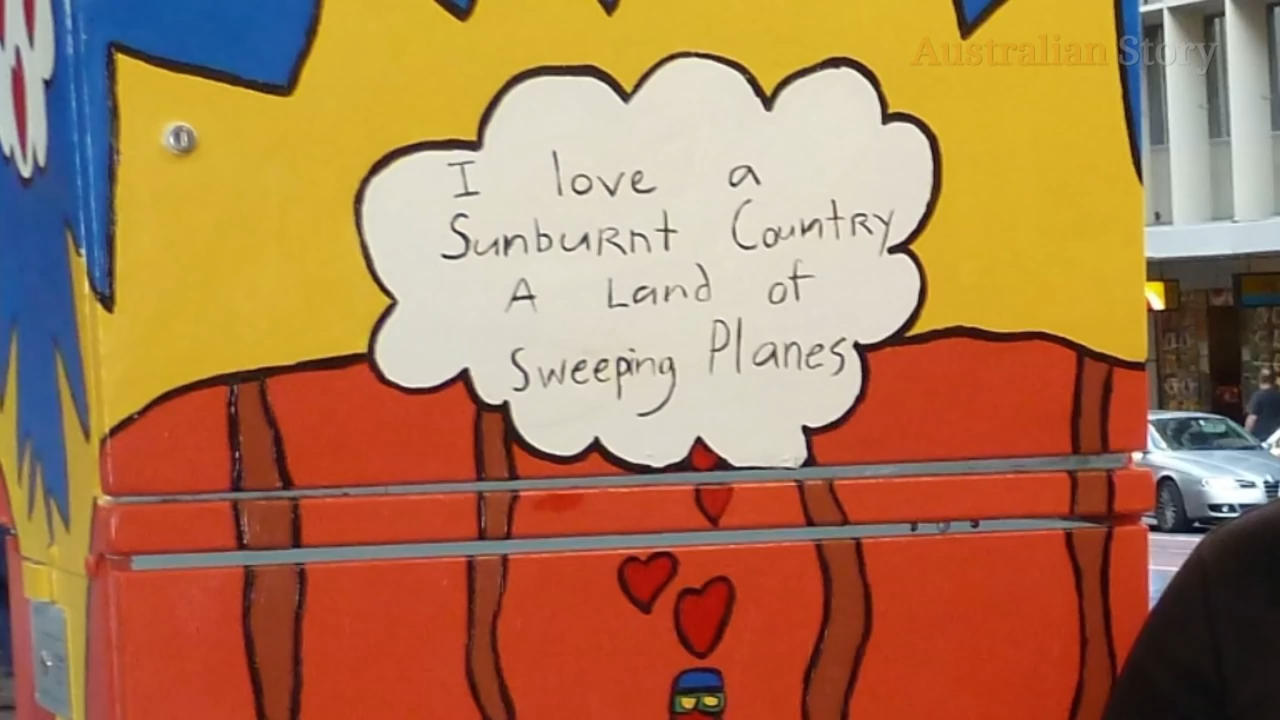 Australian Story
I love a
Sunburnt Country
A Land of
Sweeping Planes